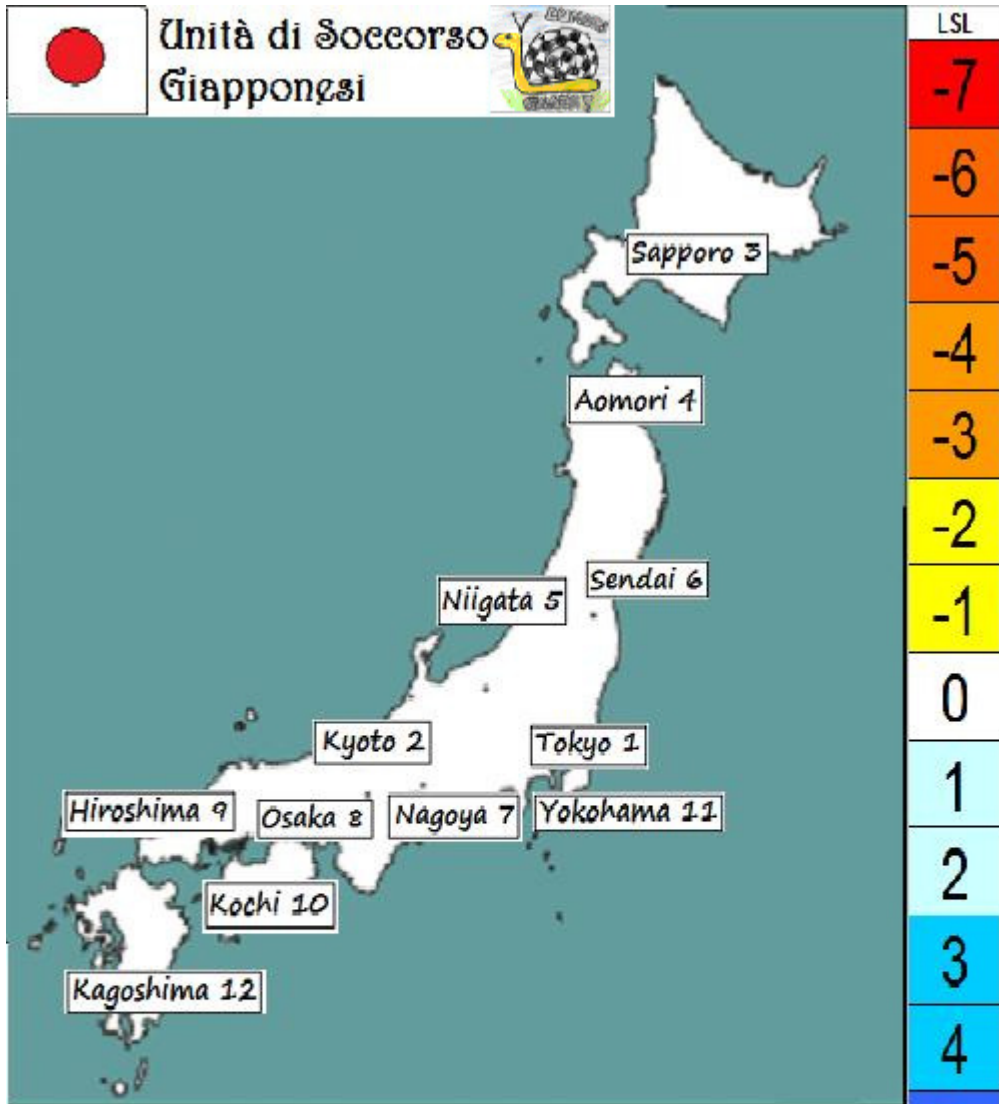 Unità di Soccorso
Giapponesi
LSL
-7
-6
-5
-4
-3
-2
-1
0
1
2
3
4
Sapporo 3
Aomori 4
Sendai 6
Niigata 5
Kyoto 2
Tokyo 1
Hiroshima 9
Osaka 8
Nagoya 7
Yokohama 11
Kochi 10
Kagoshima 12